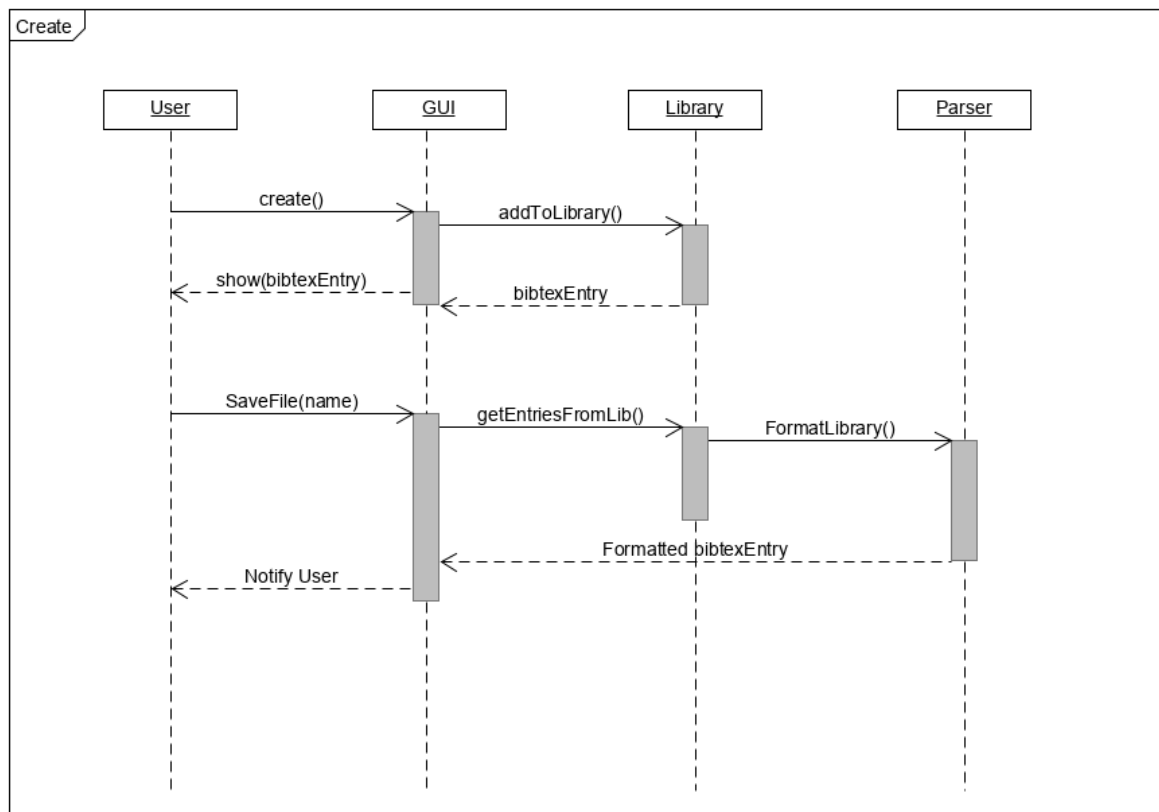 Create
User
GUI
Library
Parser
create()
addToLibrary()
show(bibtexEntry)
bibtexEntry
SaveFile(name)
getEntriesFromLib()
FormatLibrary()
Formatted bibtexEntry
Notify User